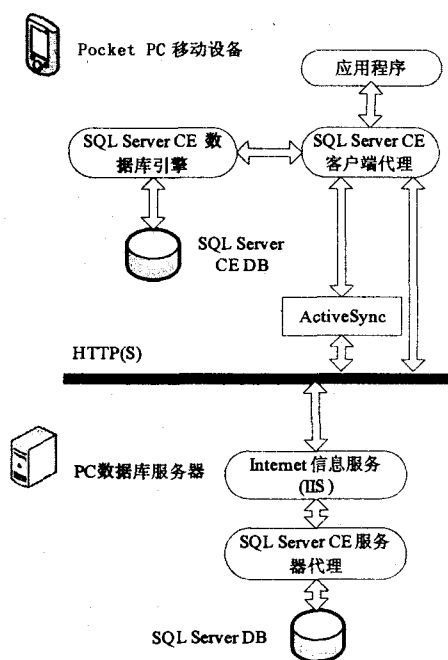 Pocket PC 移动设备
应用程序
SQL Server CE 数
据库引擎
SQL Server CE
客户端代理
SQL Server
CE DB
ActiveSync
HTTP(S)
PC数据库服务器
Internet 信息服务
(IIS)
SQL Server CE 服务
器代理
SQL Server DB